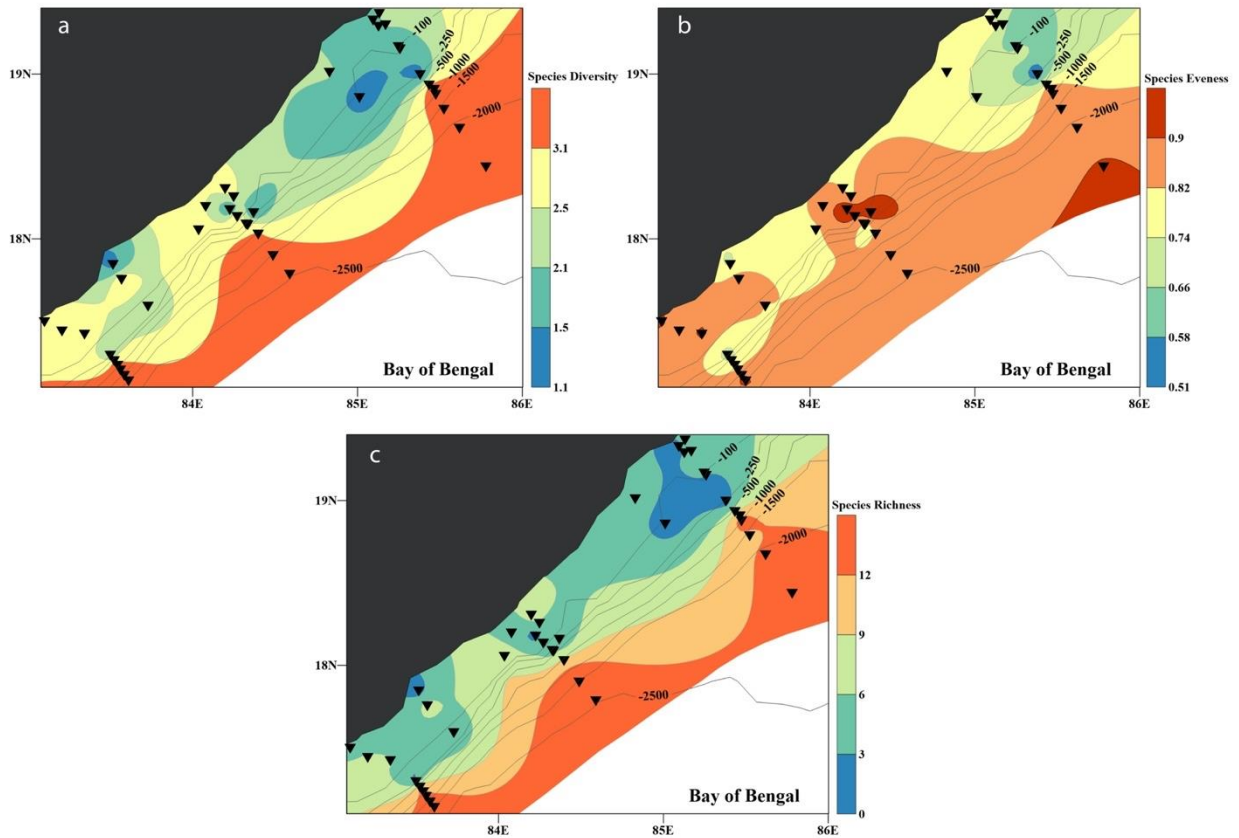 a
-100
-250
-500
-1000
-1500
-2000
-2500
19N
18N
84E
85E
86E
Bay of Bengal
Species Diversity
3.1
2.5
2.1
1.5
1.1
b
-100
-250
-500
-1000
-1500
-2000
-2500
19N
18N
84E
85E
86E
Bay of Bengal
Species Eveness
0.9
0.82
0.74
0.66
0.58
0.51
c
-100
-250
-500
-1000
-1500
-2000
-2500
19N
18N
84E
85E
86E
Bay of Bengal
Species Richness
12
9
6
3
0